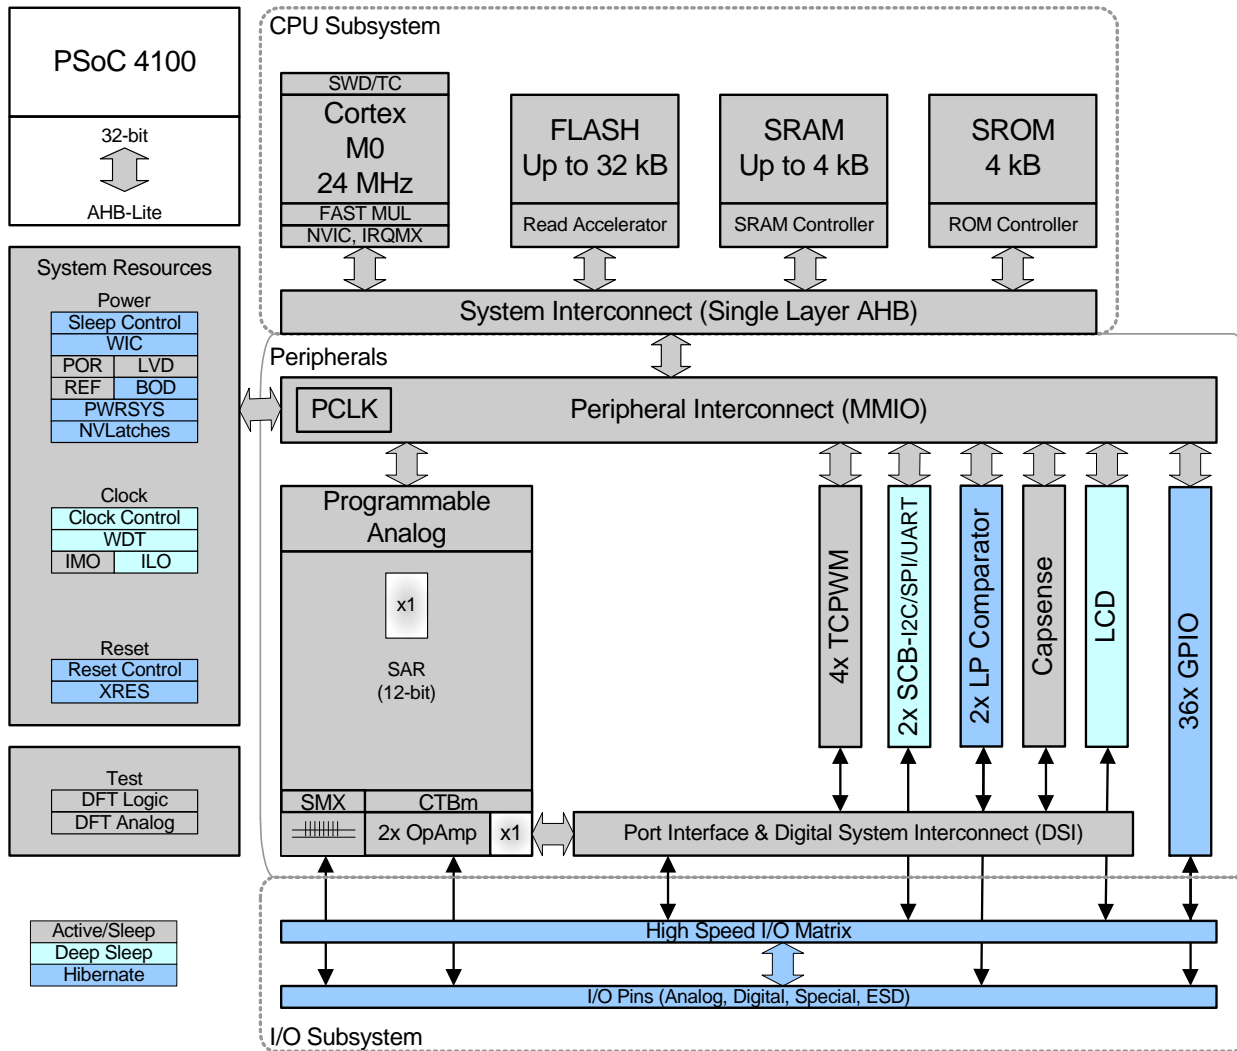 PSoC 4100
32-bit
AHB-Lite
CPU Subsystem
SWD/TC
Cortex
M0
24 MHz
FAST MUL
NVIC, IRQMX
FLASH
Up to 32 kB
Read Accelerator
SRAM
Up to 4 kB
SRAM Controller
SROM
4 kB
ROM Controller
System Interconnect (Single Layer AHB)
System Resources
Power
Sleep Control
WIC
POR LVD
REF BOD
PWRSYS
NVLatches
Clock
Clock Control
WDT
IMO ILO
Reset
Reset Control
XRES
Test
DFT Logic
DFT Analog
Peripherals
PCLK
Peripheral Interconnect (MMIO)
Programmable
Analog
x1
SAR
(12-bit)
SMX
CTBm
2x OpAmp
x1
4x TCPWM
2x SCB-I2C/SPI/UART
2x LP Comparator
Capsense
LCD
36x GPIO
Port Interface & Digital System Interconnect (DSI)
High Speed I/O Matrix
I/O Pins (Analog, Digital, Special, ESD)
I/O Subsystem
Active/Sleep
Deep Sleep
Hibernate